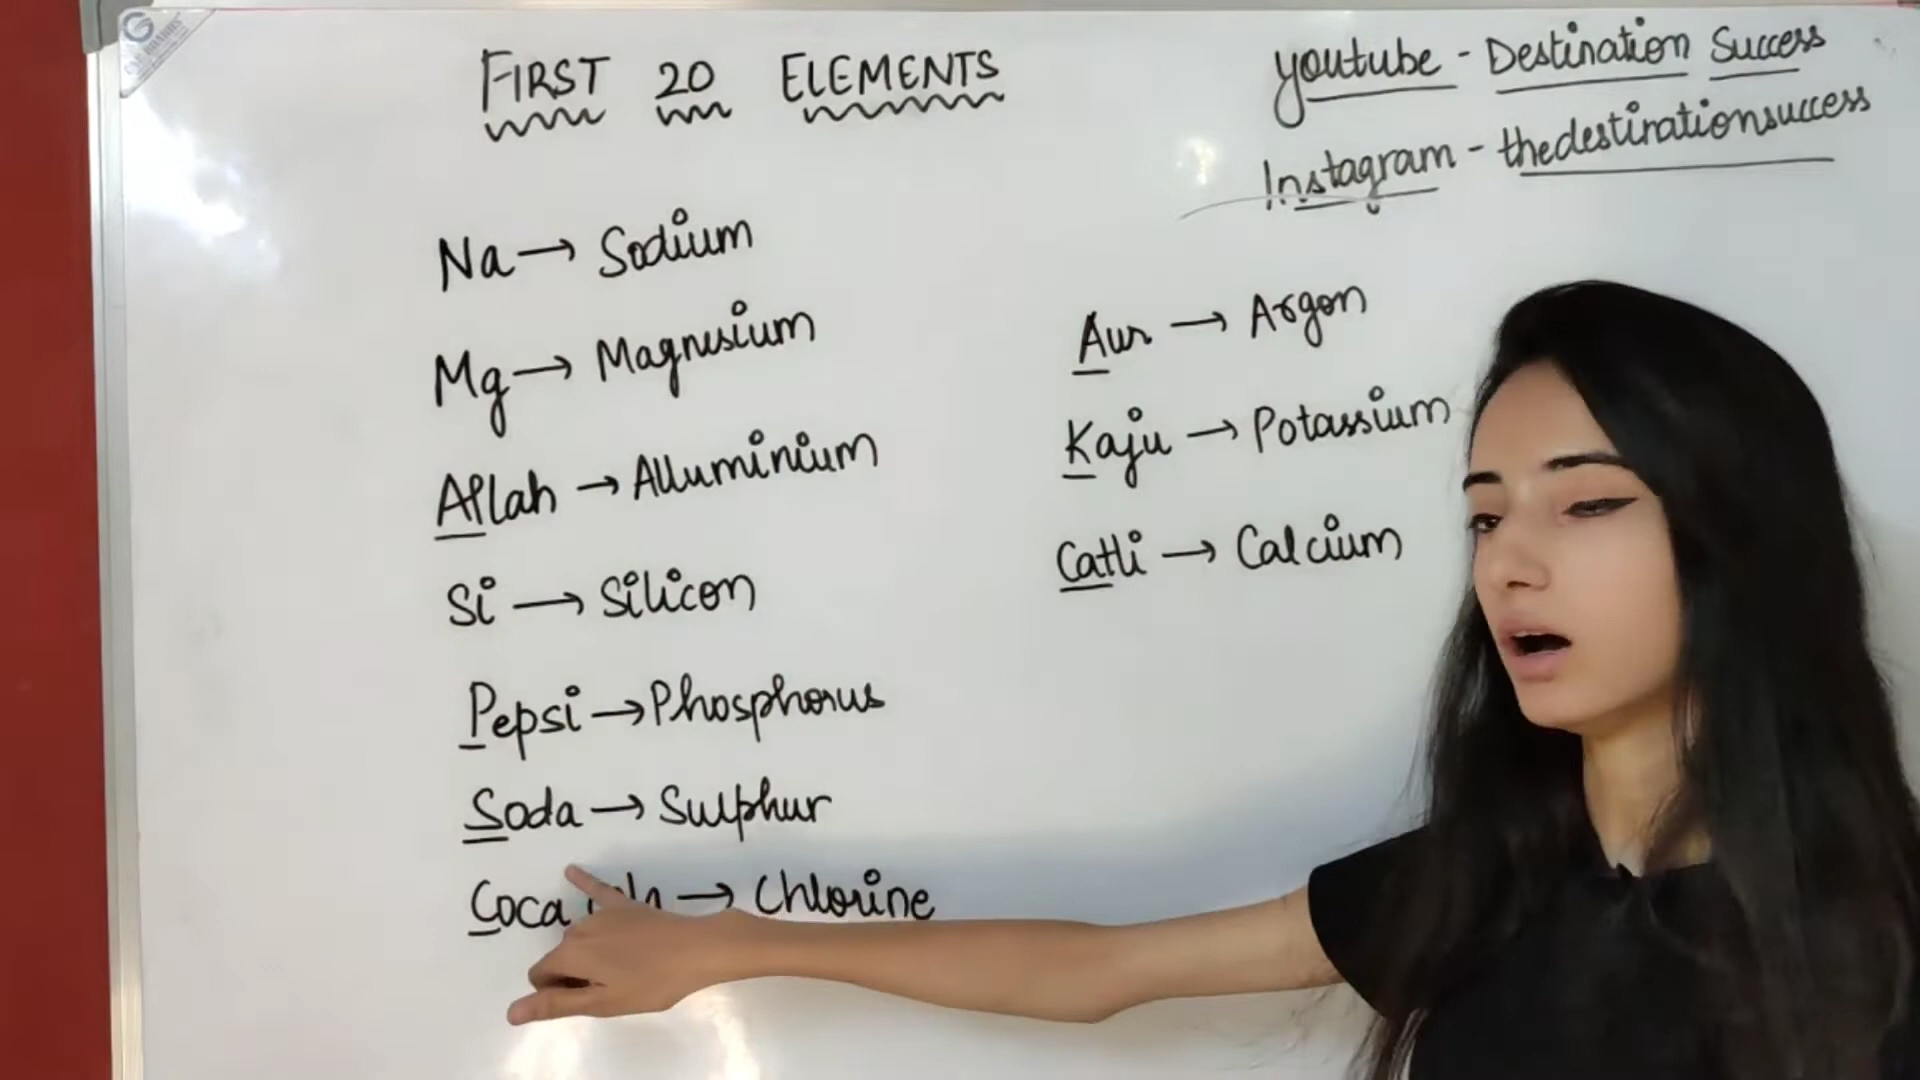 FIRST 20 ELEMENTS
youtube - Destination Success
Instagram - thedestinationsuccess
Na → Sodium
Mg → Magnesium
Allah → Alluminium
Si → Silicon
Pepsi → Phosphorus
Soda → Sulphur
Coca → Chlorine
Aur → Argon
Kaju → Potassium
Catli → Calcium